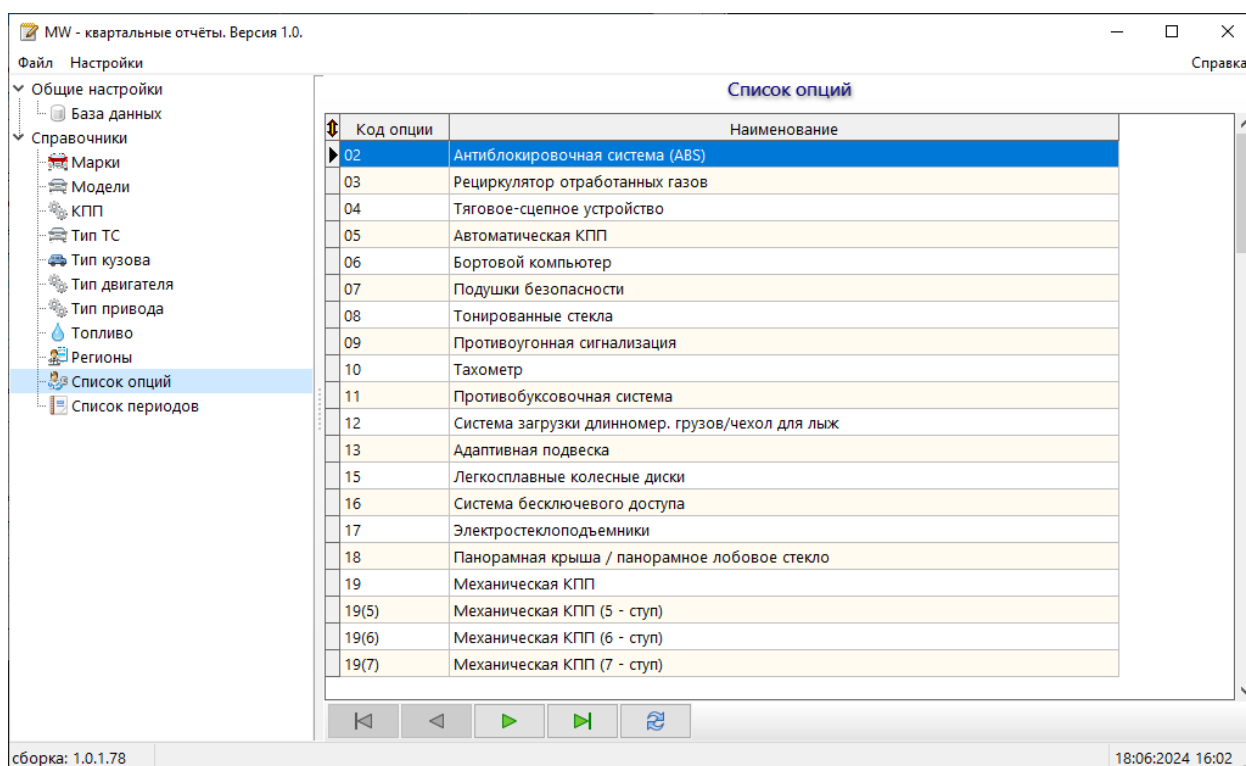 MW - квартальные отчёты. Версия 1.0.
Файл Настройки Справка
Общие настройки
База данных
Справочники
Марки
Модели
КПП
Тип ТС
Тип кузова
Тип двигателя
Тип привода
Топливо
Регионы
Список опций
Список периодов
Список опций
Код опции Наименование
02 Антиблокировочная система (ABS)
03 Рециркулятор отработанных газов
04 Тяговое-сцепное устройство
05 Автоматическая КПП
06 Бортовой компьютер
07 Подушки безопасности
08 Тонированные стекла
09 Противоугонная сигнализация
10 Тахометр
11 Противобуксовочная система
12 Система загрузки длинномер. грузов/чехол для лыж
13 Адаптивная подвеска
15 Легкосплавные колесные диски
16 Система бесключевого доступа
17 Электростеклоподъемники
18 Панорамная крыша / панорамное лобовое стекло
19 Механическая КПП
19(5) Механическая КПП (5 - ступ)
19(6) Механическая КПП (6 - ступ)
19(7) Механическая КПП (7 - ступ)
сборка: 1.0.1.78 18:06:2024 16:02